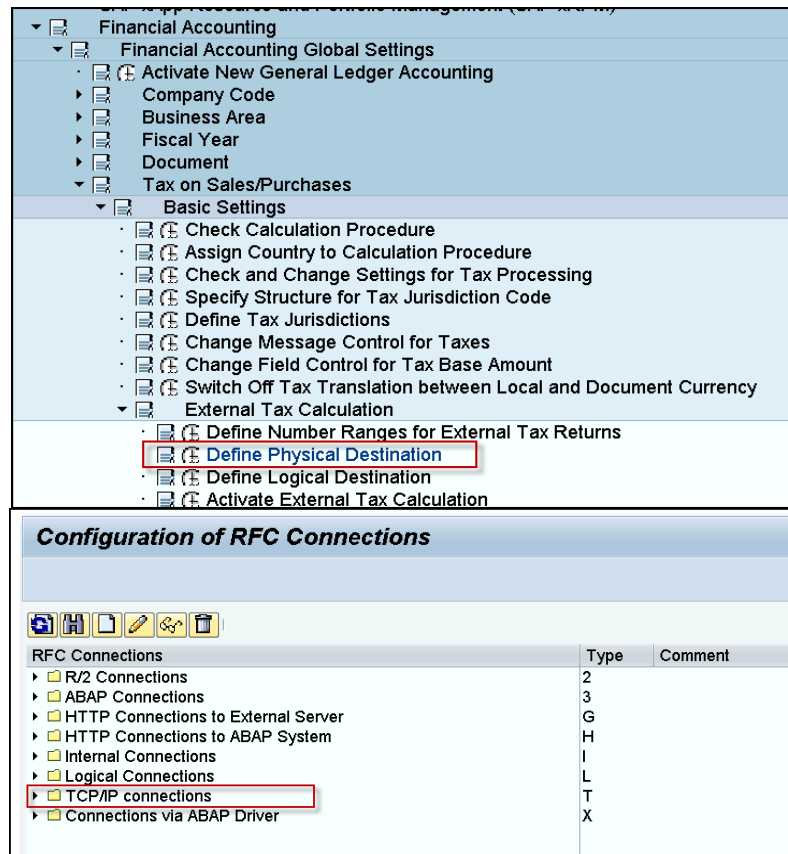 Financial Accounting
Financial Accounting Global Settings
Activate New General Ledger Accounting
Company Code
Business Area
Fiscal Year
Document
Tax on Sales/Purchases
Basic Settings
Check Calculation Procedure
Assign Country to Calculation Procedure
Check and Change Settings for Tax Processing
Specify Structure for Tax Jurisdiction Code
Define Tax Jurisdictions
Change Message Control for Taxes
Change Field Control for Tax Base Amount
Switch Off Tax Translation between Local and Document Currency
External Tax Calculation
Define Number Ranges for External Tax Returns
Define Physical Destination
Define Logical Destination
Activate External Tax Calculation
Configuration of RFC Connections
RFC Connections Type Comment
R/2 Connections 2
ABAP Connections 3
HTTP Connections to External Server G
HTTP Connections to ABAP System H
Internal Connections I
Logical Connections L
TCP/IP connections T
Connections via ABAP Driver X